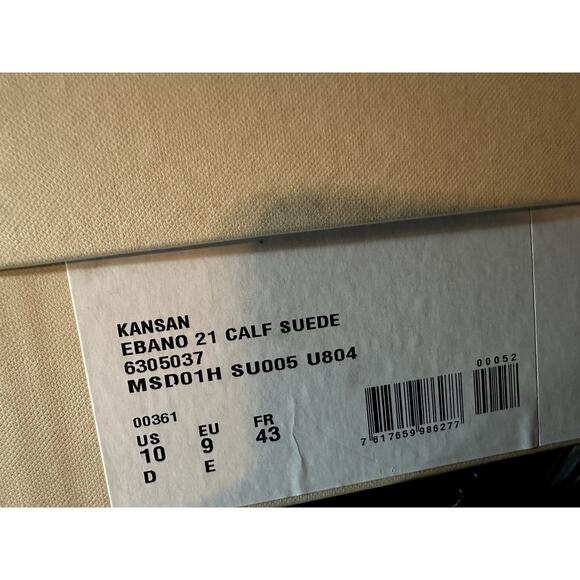 KANSAN
EBANO 21 CALF SUEDE
6305037
MSD01H SU005 U804
00361
US EU FR
10 9 43
D E
00052
7 617659 986277